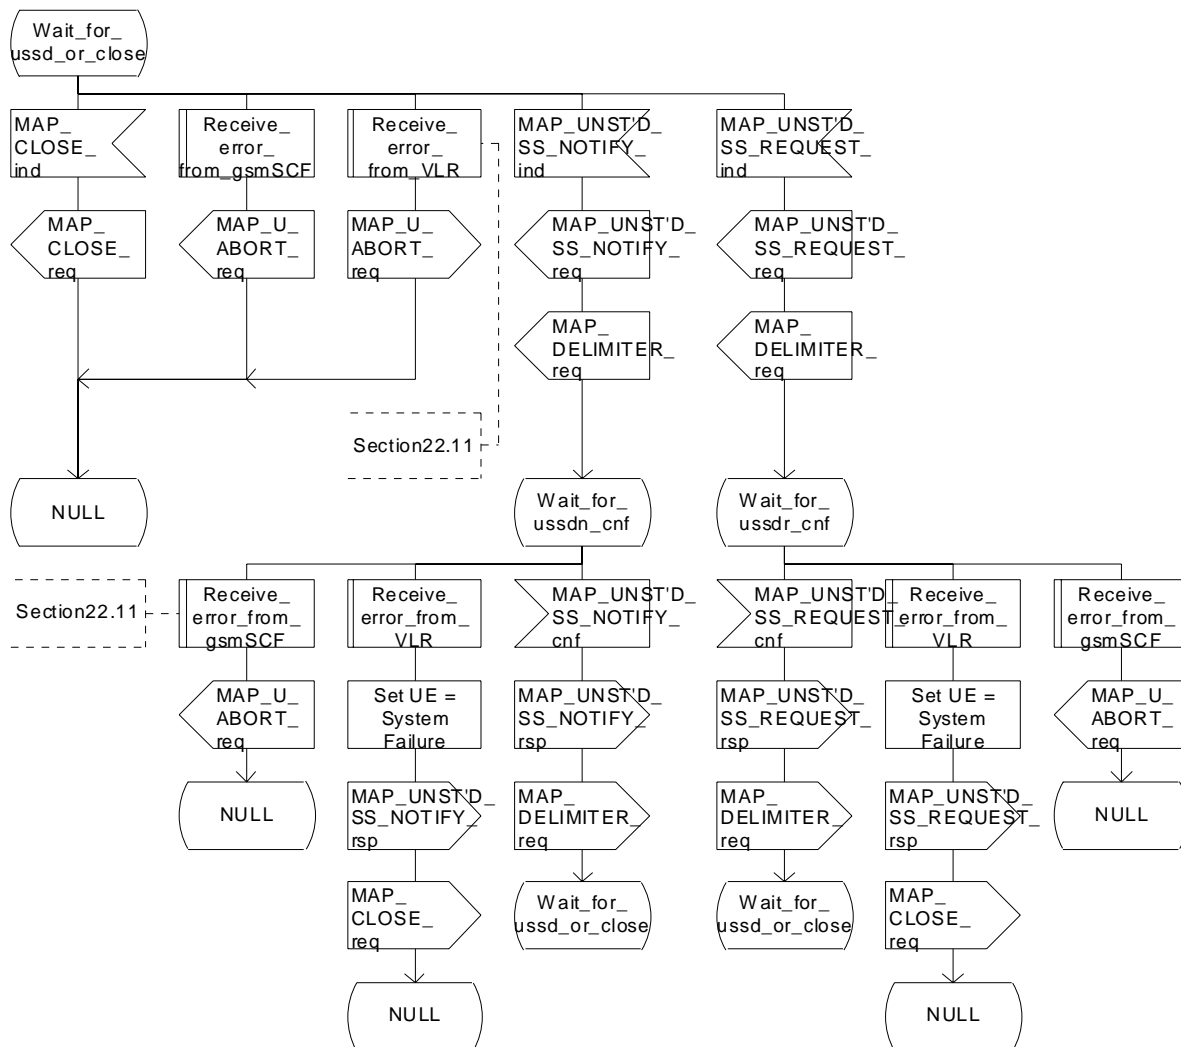 Wait_for_
ussd_or_close
MAP_
CLOSE_
ind
Receive_
error_
from_gsmSCF
Receive_
error_
from_VLR
MAP_UNST'D_
SS_NOTIFY_
ind
MAP_UNST'D_
SS_REQUEST_
ind
MAP_
CLOSE_
req
MAP_U_
ABORT_
req
MAP_U_
ABORT_
req
MAP_UNST'D_
SS_NOTIFY_
req
MAP_UNST'D_
SS_REQUEST_
req
MAP_
DELIMITER_
req
MAP_
DELIMITER_
req
Section22.11
NULL
Wait_for_
ussdn_cnf
Wait_for_
ussdr_cnf
Section22.11
Receive_
error_from_
gsmSCF
Receive_
error_from_
VLR
MAP_UNST'D_
SS_NOTIFY_
cnf
MAP_UNST'D_
SS_REQUEST_
cnf
Receive_
error_from_
VLR
Receive_
error_from_
gsmSCF
MAP_U_
ABORT_
req
Set UE =
System
Failure
MAP_UNST'D_
SS_NOTIFY_
rsp
MAP_UNST'D_
SS_REQUEST_
rsp
Set UE =
System
Failure
MAP_U_
ABORT_
req
NULL
MAP_UNST'D_
SS_NOTIFY_
rsp
MAP_
DELIMITER_
req
MAP_
DELIMITER_
req
MAP_UNST'D_
SS_REQUEST_
rsp
NULL
MAP_
CLOSE_
req
Wait_for_
ussd_or_close
Wait_for_
ussd_or_close
MAP_
CLOSE_
req
NULL
NULL